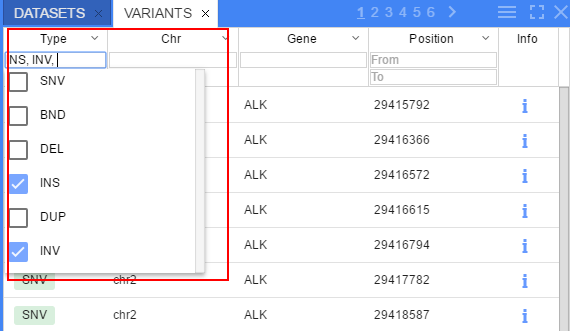 DATASETS × VARIANTS × 1 2 3 4 5 6 >
Type Chr Gene Position Info
NS, INV, From
To
SNV ALK 29415792 i
BND ALK 29416366 i
DEL ALK 29416572 i
INS ALK 29416615 i
DUP ALK 29416794 i
INV
SNV chr2 ALK 29417782 i
SNV chr2 ALK 29418587 i